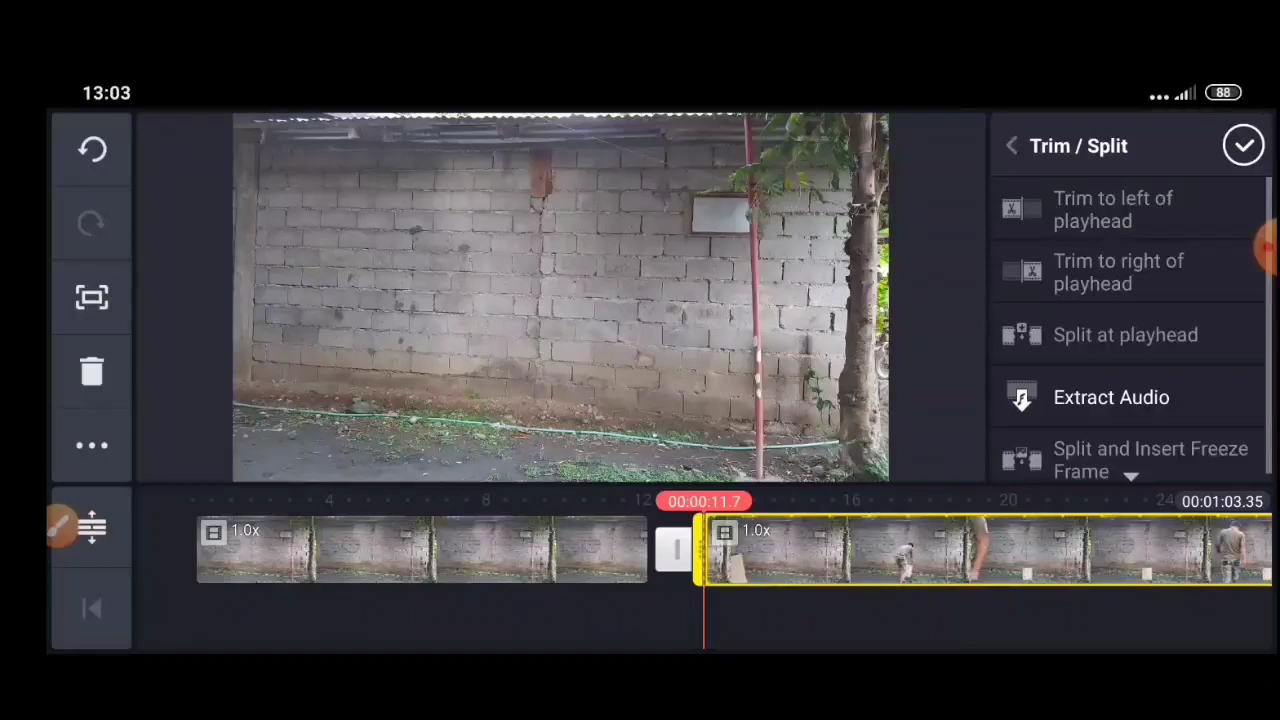 13:03
88
Trim / Split
Trim to left of
playhead
Trim to right of
playhead
Split at playhead
Extract Audio
Split and Insert Freeze
Frame
4 8 12 00:00:11.7 16 20 24 00:01:03.35
1.0x
1.0x